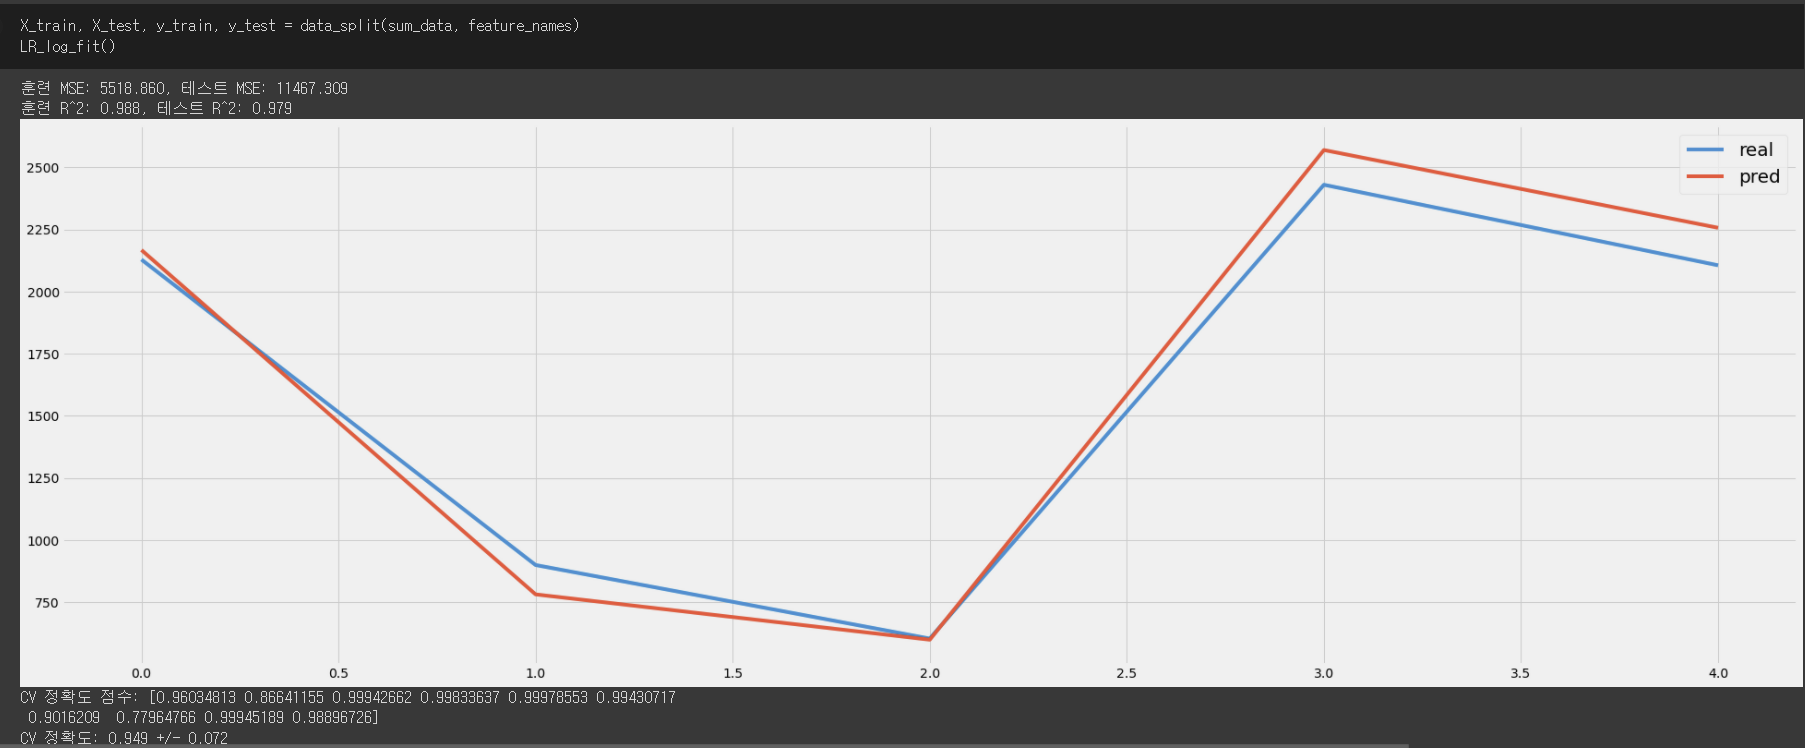 X_train, X_test, y_train, y_test = data_split(sum_data, feature_names)
LR_log_fit()
훈련 MSE: 5518.860, 테스트 MSE: 11467.309
훈련 R^2: 0.988, 테스트 R^2: 0.979
real
pred
2500
2250
2000
1750
1500
1250
1000
750
0.0 0.5 1.0 1.5 2.0 2.5 3.0 3.5 4.0
CV 정확도 점수: [0.96034813 0.86641155 0.99942662 0.99833637 0.99978553 0.99430717
0.9016209  0.77964766 0.99945189 0.98896726]
CV 정확도: 0.949 +/- 0.072